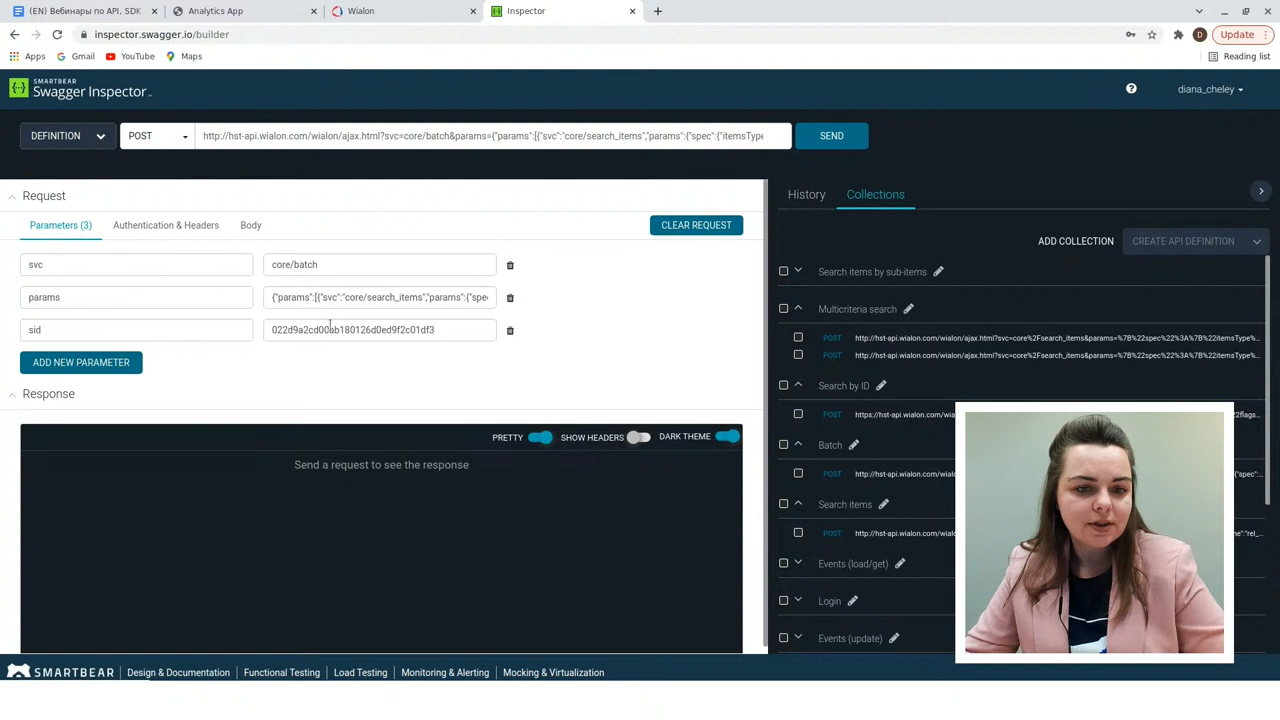 (EN) Вебинары по API, SDK
Analytics App
Wialon
Inspector
inspector.swagger.io/builder
D
Update
Apps
Gmail
YouTube
Maps
Reading list
SMARTBEAR
Swagger Inspector
diana_cheley
DEFINITION
POST
http://hst-api.wialon.com/wialon/ajax.html?svc=core/batch&params={"params":[{"svc":"core/search_items","params":{"spec":{"itemsType
SEND
Request
Parameters (3)
Authentication & Headers
Body
CLEAR REQUEST
svc
core/batch
params
{"params":[{"svc":"core/search_items","params":{"spe
sid
022d9a2cd00ab180126d0ed9f2c01df3
ADD NEW PARAMETER
Response
PRETTY
SHOW HEADERS
DARK THEME
Send a request to see the response
History
Collections
ADD COLLECTION
CREATE API DEFINITION
Search items by sub-items
Multicriteria search
POST http://hst-api.wialon.com/wialon/ajax.html?svc=core%2Fsearch_items&params=%7B%22spec%22%3A%7B%22itemsType%...
POST http://hst-api.wialon.com/wialon/ajax.html?svc=core%2Fsearch_items&params=%7B%22spec%22%3A%7B%22itemsType%...
Search by ID
POST https://hst-api.wialon.com/wia 22flags...
Batch
POST http://hst-api.wialon.com/wialo {"spec":...
Search items
POST http://hst-api.wialon.com/wialo me":"rel_...
Events (load/get)
Login
Events (update)
SMARTBEAR
Design & Documentation
Functional Testing
Load Testing
Monitoring & Alerting
Mocking & Virtualization